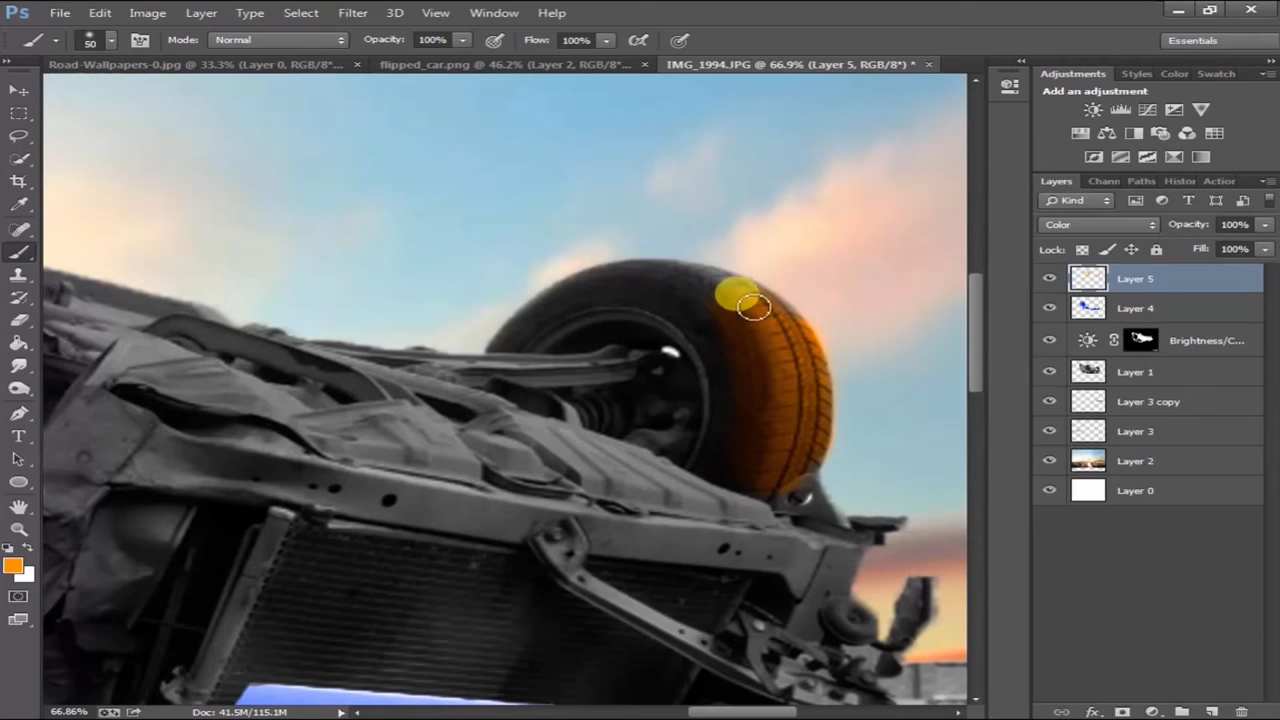 Ps File Edit Image Layer Type Select Filter 3D View Window Help
50 Mode: Normal Opacity: 100% Flow: 100% Essentials
Road-Wallpapers-0.jpg @ 33.3% (Layer 0, RGB/8*) × flipped_car.png @ 46.2% (Layer 2, RGB/8*) × IMG_1994.JPG @ 66.9% (Layer 5, RGB/8*) * ×
Adjustments Styles Color Swatch
Add an adjustment
Layers Chann Paths Histor Action
Kind
Color Opacity: 100%
Lock: Fill: 100%
Layer 5
Layer 4
Brightness/C...
Layer 1
Layer 3 copy
Layer 3
Layer 2
Layer 0
66.86% Doc: 41.5M/115.1M